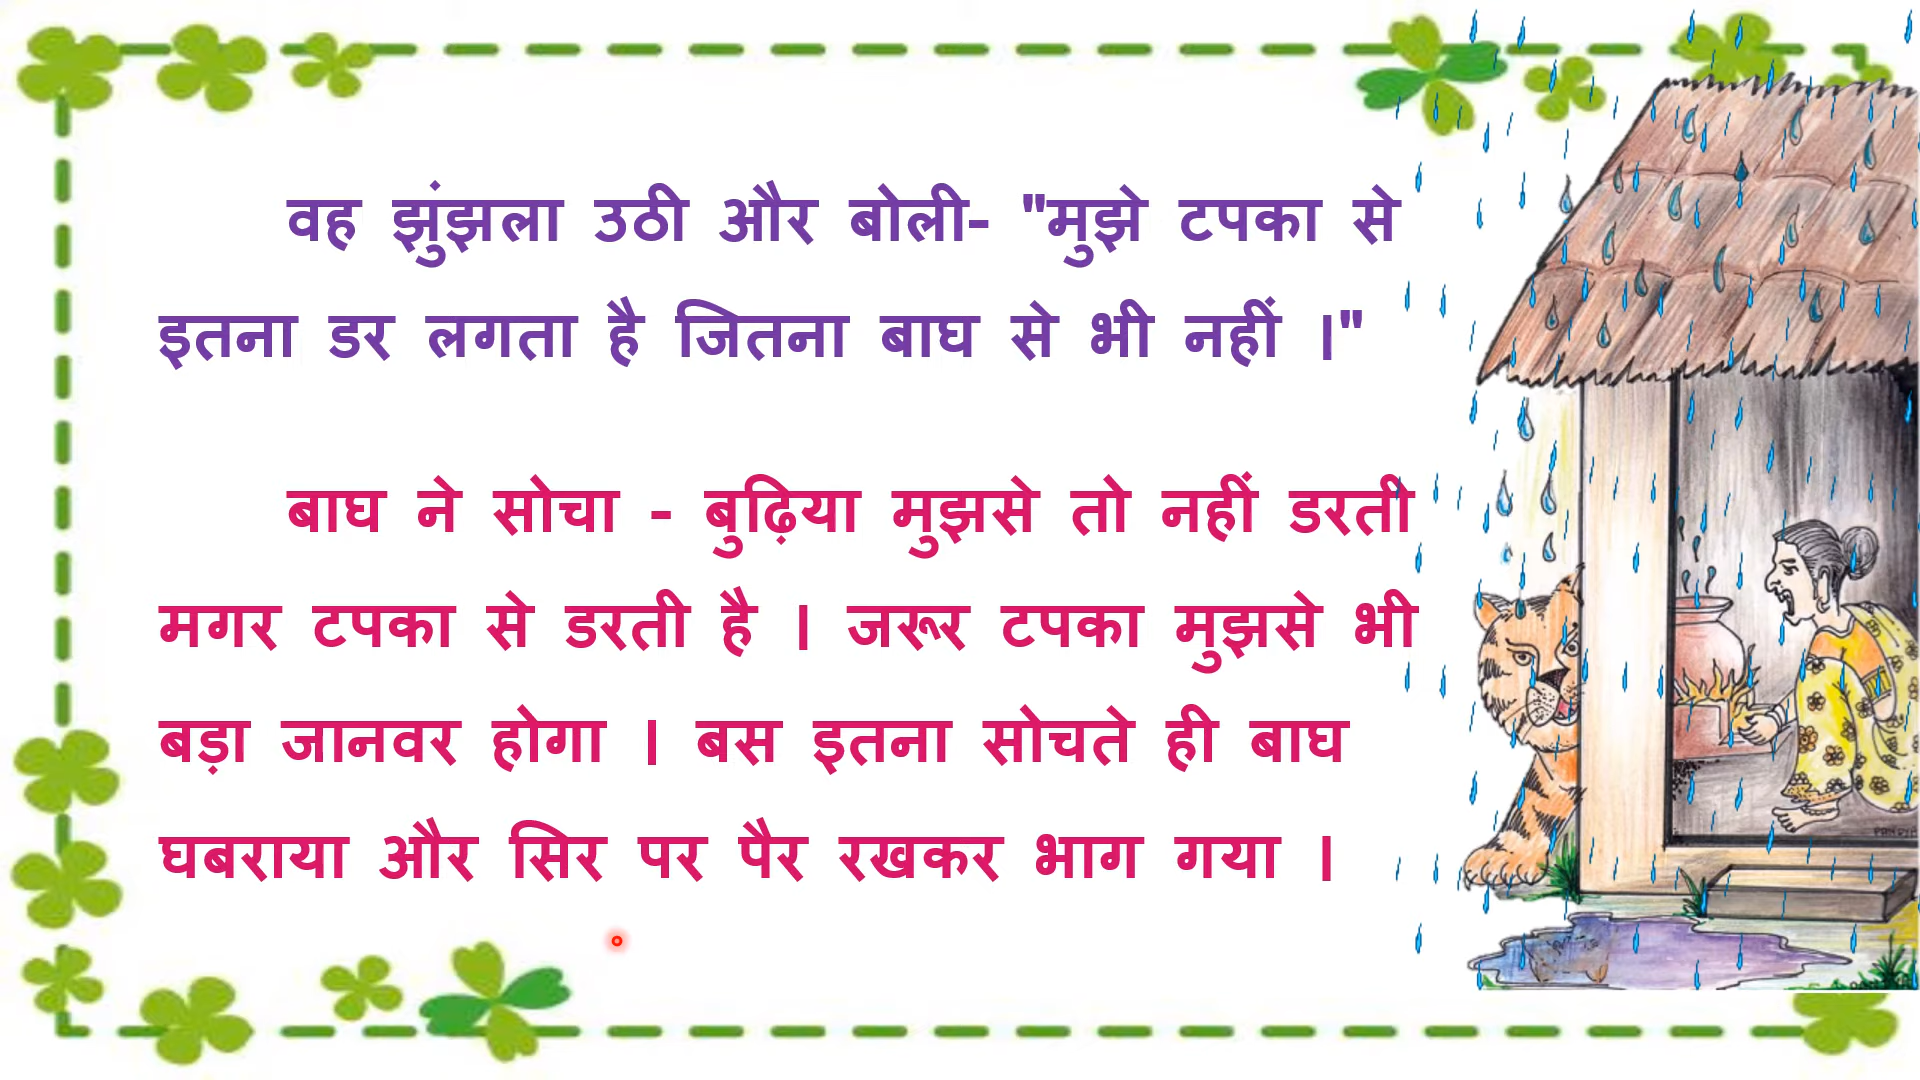 वह झुंझला उठी और बोली- "मुझे टपका से
इतना डर लगता है जितना बाघ से भी नहीं ।"
बाघ ने सोचा - बुढ़िया मुझसे तो नहीं डरती
मगर टपका से डरती है । जरूर टपका मुझसे भी
बड़ा जानवर होगा । बस इतना सोचते ही बाघ
घबराया और सिर पर पैर रखकर भाग गया ।